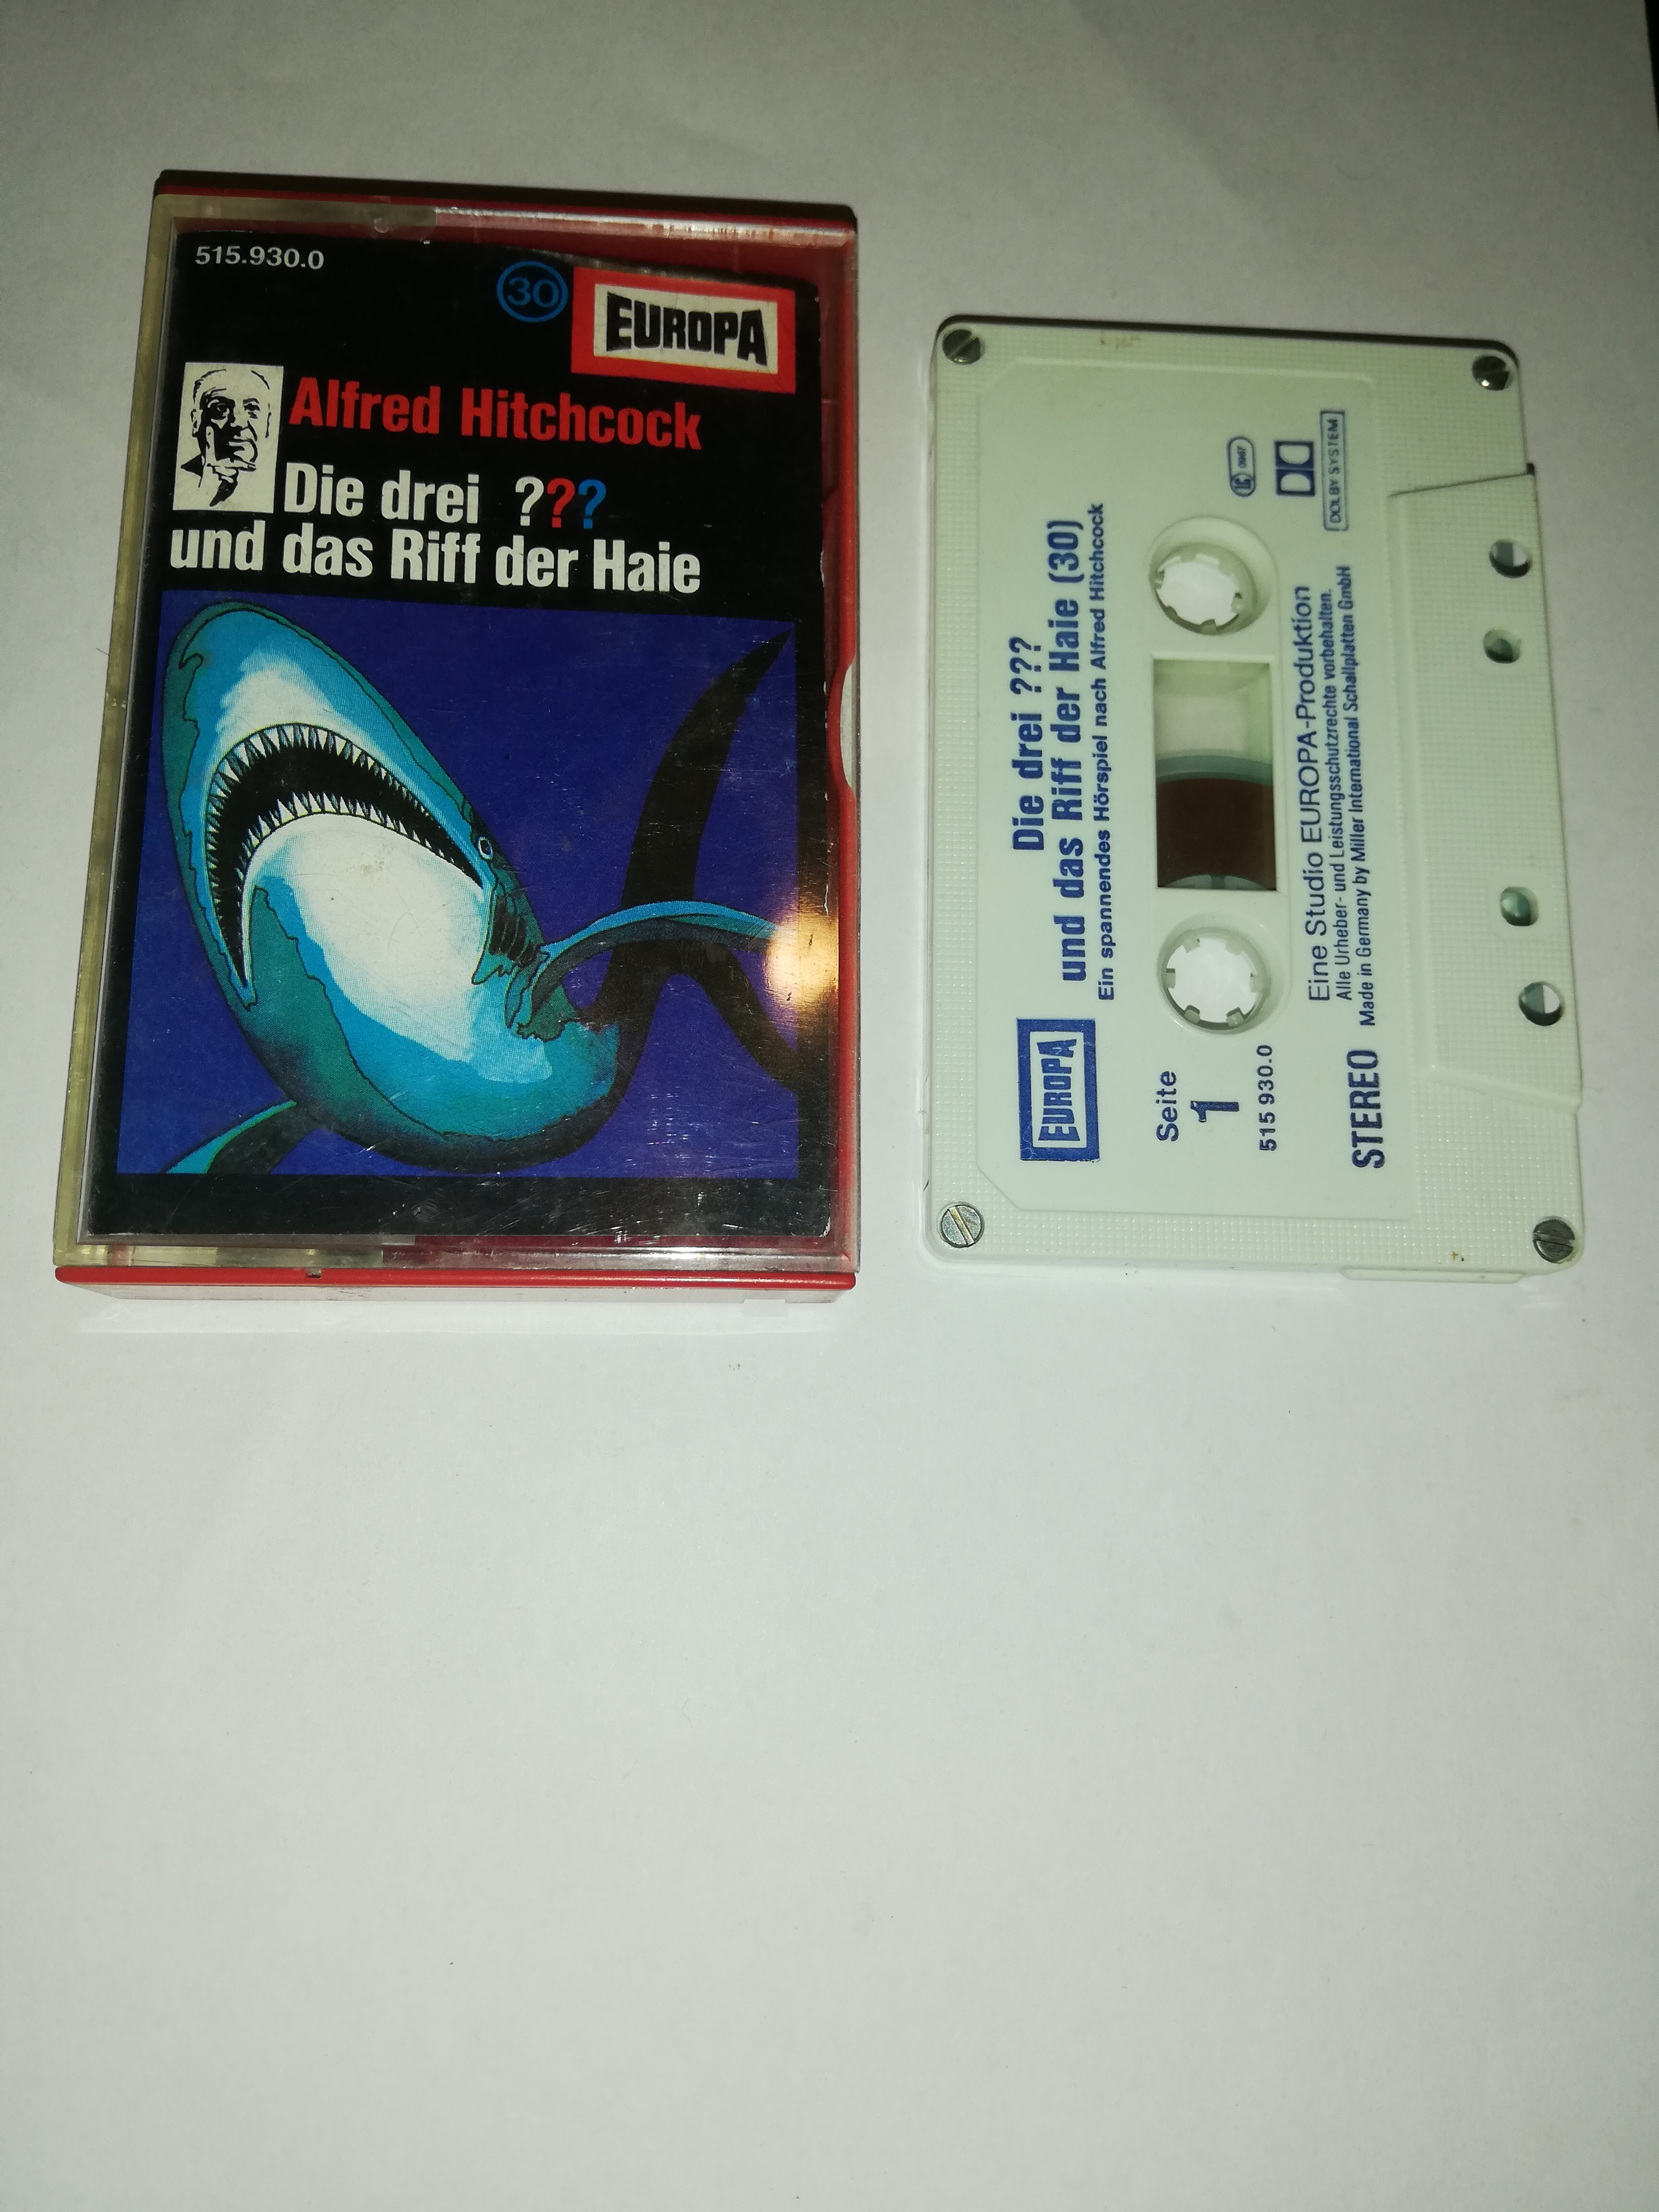 515.930.0
30
EUROPA
Alfred Hitchcock
Die drei ???
und das Riff der Haie
Die drei ???
und das Riff der Haie (30)
Ein spannendes Hörspiel nach Alfred Hitchcock
EUROPA
Seite
1
515 930.0
STEREO
Eine Studio EUROPA-Produktion
Alle Urheber- und Leistungsschutzrechte vorbehalten.
Made in Germany by Miller International Schallplatten GmbH
DOLBY SYSTEM